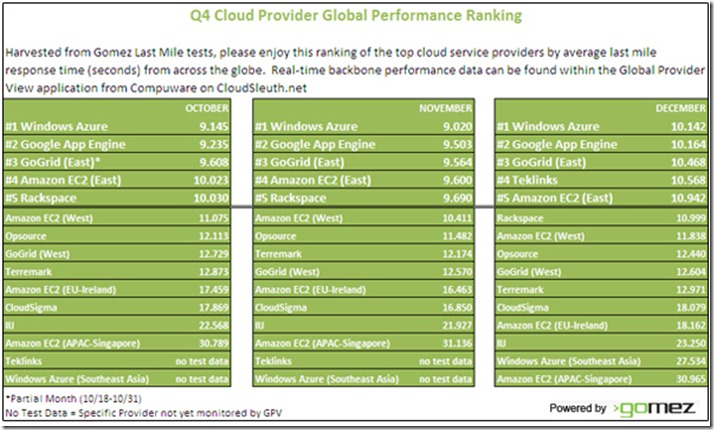 Q4 Cloud Provider Global Performance Ranking
Harvested from Gomez Last Mile tests, please enjoy this ranking of the top cloud service providers by average last mile
response time (seconds) from across the globe.  Real-time backbone performance data can be found within the Global Provider
View application from Compuware on CloudSleuth.net
OCTOBER
#1 Windows Azure 9.145
#2 Google App Engine 9.235
#3 GoGrid (East)* 9.608
#4 Amazon EC2 (East) 10.023
#5 Rackspace 10.030
Amazon EC2 (West) 11.075
Opsource 12.113
GoGrid (West) 12.729
Terremark 12.873
Amazon EC2 (EU-Ireland) 17.459
CloudSigma 17.869
IIJ 22.568
Amazon EC2 (APAC-Singapore) 30.789
Teklinks no test data
Windows Azure (Southeast Asia) no test data
NOVEMBER
#1 Windows Azure 9.020
#2 Google App Engine 9.503
#3 GoGrid (East) 9.564
#4 Amazon EC2 (East) 9.600
#5 Rackspace 9.690
Amazon EC2 (West) 10.411
Opsource 11.482
Terremark 12.174
GoGrid (West) 12.570
Amazon EC2 (EU-Ireland) 16.463
CloudSigma 16.850
IIJ 21.927
Amazon EC2 (APAC-Singapore) 31.136
Teklinks no test data
Windows Azure (Southeast Asia) no test data
DECEMBER
#1 Windows Azure 10.142
#2 Google App Engine 10.164
#3 GoGrid (East) 10.468
#4 Teklinks 10.568
#5 Amazon EC2 (East) 10.942
Rackspace 10.999
Amazon EC2 (West) 11.838
Opsource 12.440
GoGrid (West) 12.604
Terremark 12.971
CloudSigma 18.079
Amazon EC2 (EU-Ireland) 18.162
IIJ 23.250
Windows Azure (Southeast Asia) 27.534
Amazon EC2 (APAC-Singapore) 30.965
*Partial Month (10/18-10/31)
No Test Data = Specific Provider not yet monitored by GPV
Powered by gomez